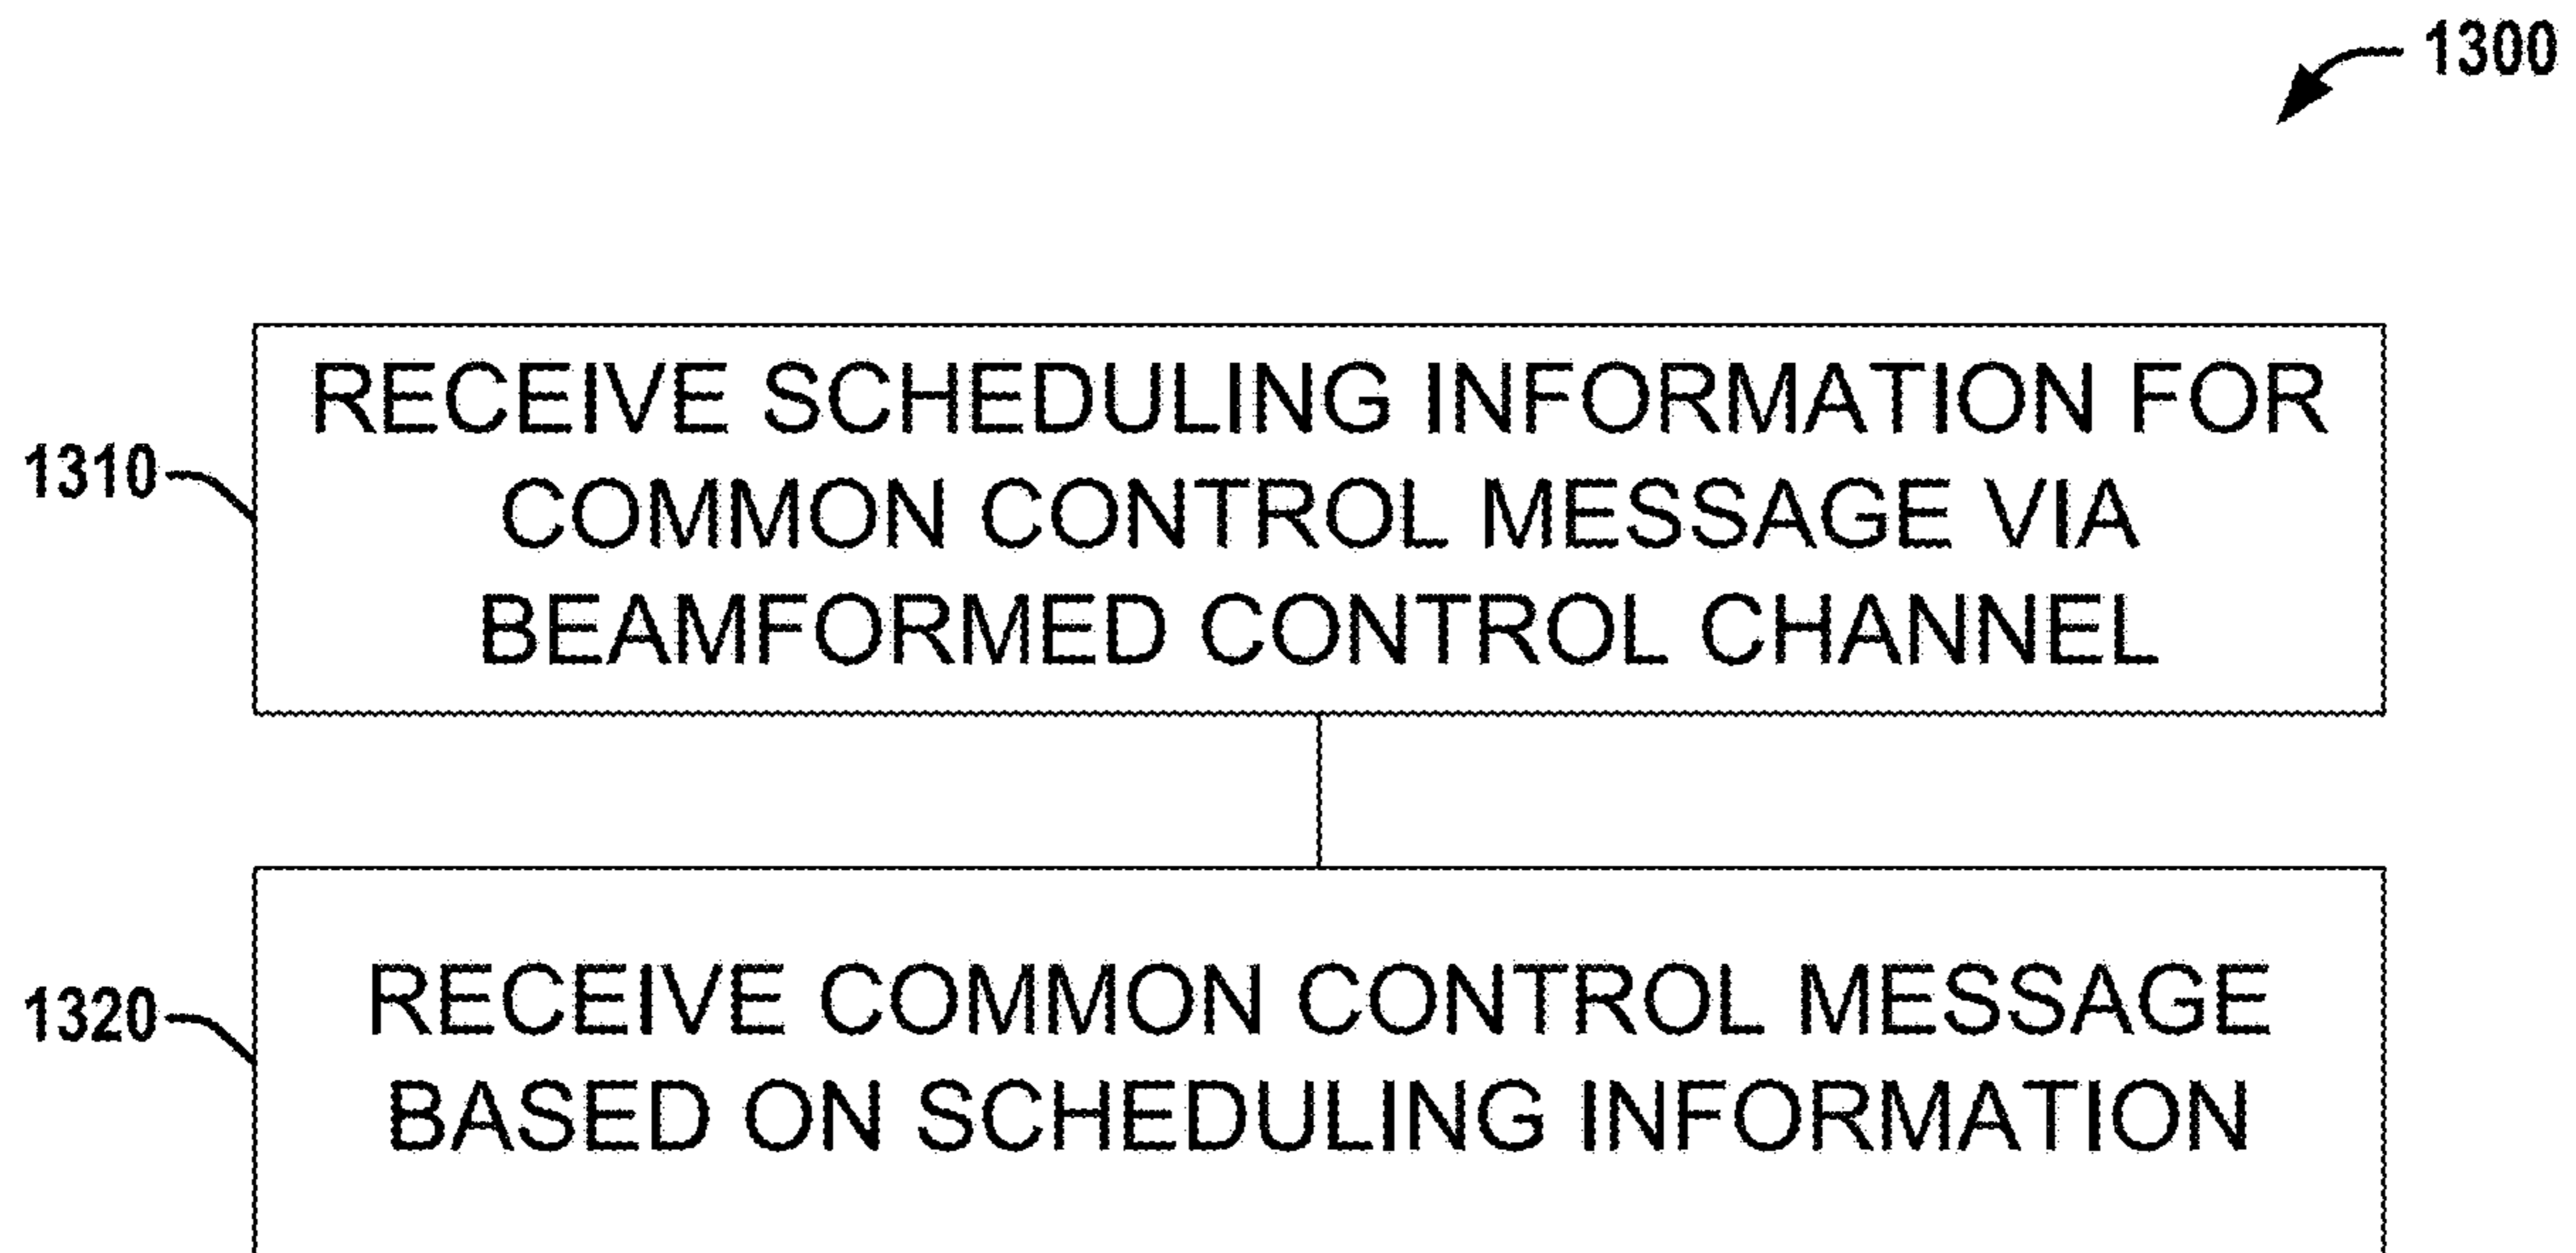 1300
RECEIVE SCHEDULING INFORMATION FOR
COMMON CONTROL MESSAGE VIA
BEAMFORMED CONTROL CHANNEL
1310
RECEIVE COMMON CONTROL MESSAGE
BASED ON SCHEDULING INFORMATION
1320